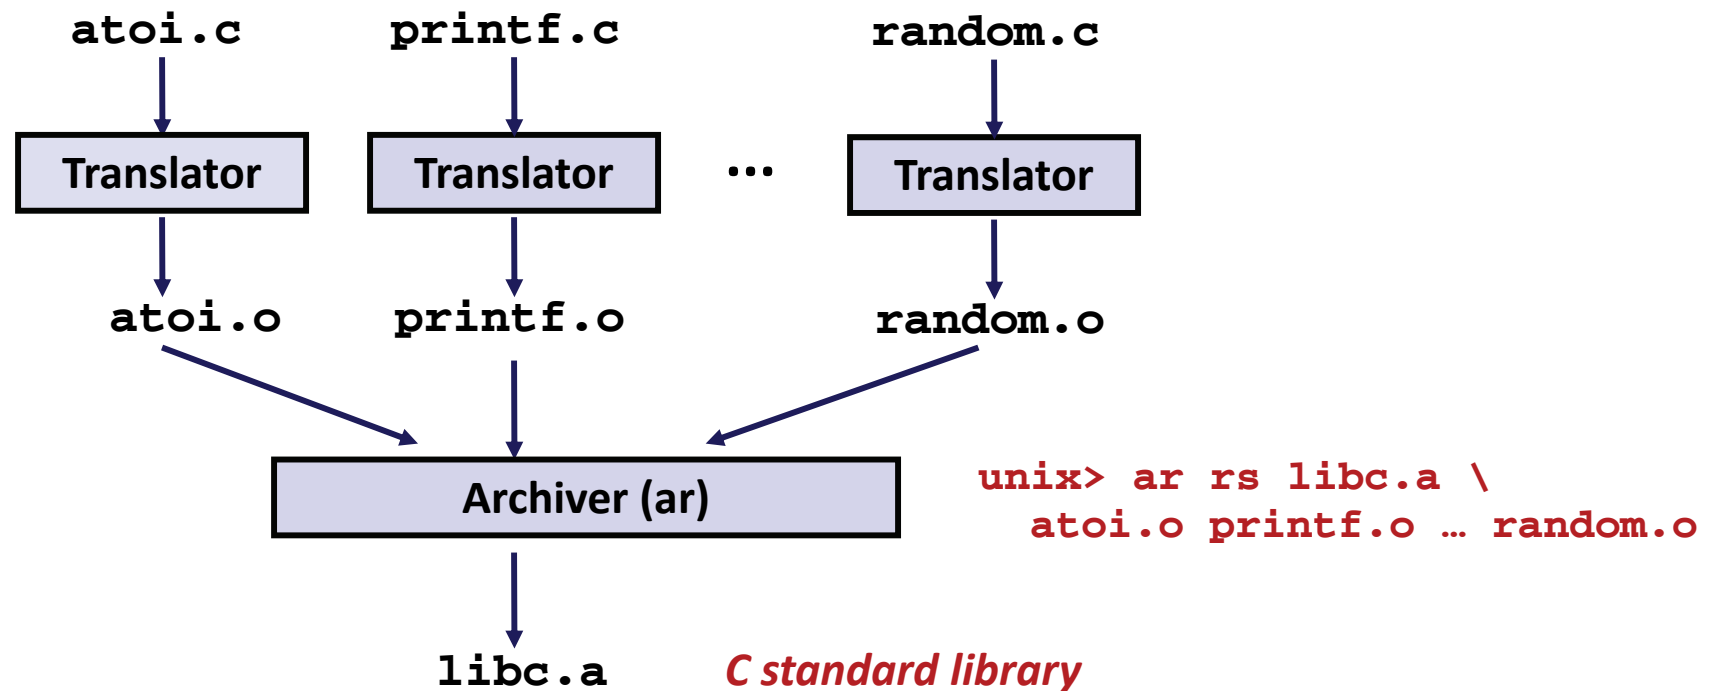 atoi.c printf.c random.c
Translator Translator ... Translator
atoi.o printf.o random.o
Archiver (ar)
unix> ar rs libc.a \
atoi.o printf.o … random.o
libc.a C standard library